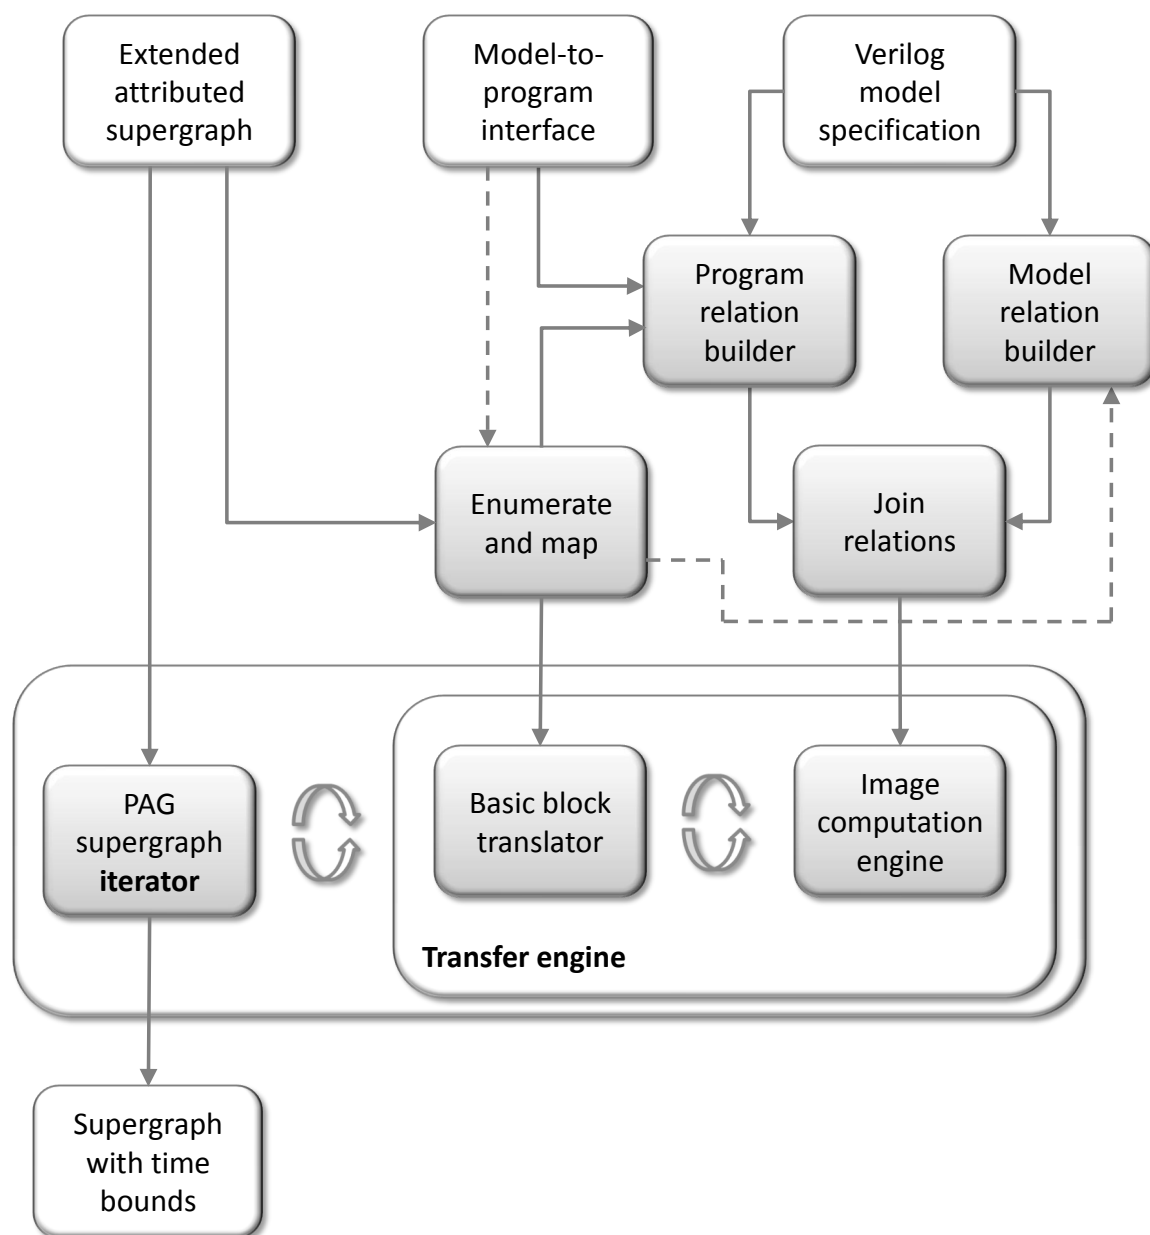 Extended
attributed
supergraph
Model-to-
program
interface
Verilog
model
specification
Program
relation
builder
Model
relation
builder
Enumerate
and map
Join
relations
PAG
supergraph
iterator
Basic block
translator
Image
computation
engine
Transfer engine
Supergraph
with time
bounds